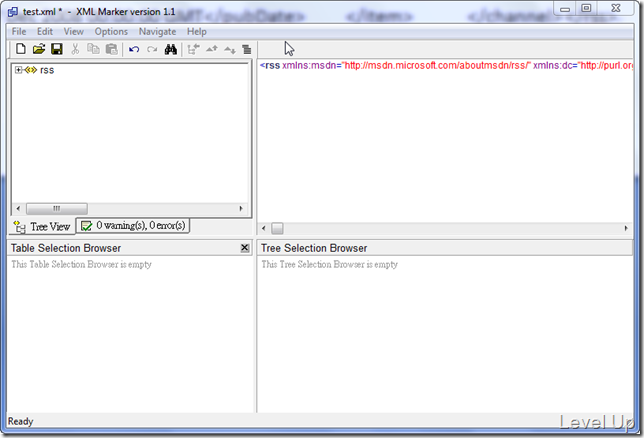 test.xml * - XML Marker version 1.1
File Edit View Options Navigate Help
rss
<rss xmlns:msdn="http://msdn.microsoft.com/aboutmsdn/rss/" xmlns:dc="http://purl.org
Tree View 0 warning(s), 0 error(s)
Table Selection Browser
This Table Selection Browser is empty
Tree Selection Browser
This Tree Selection Browser is empty
Ready
Level Up